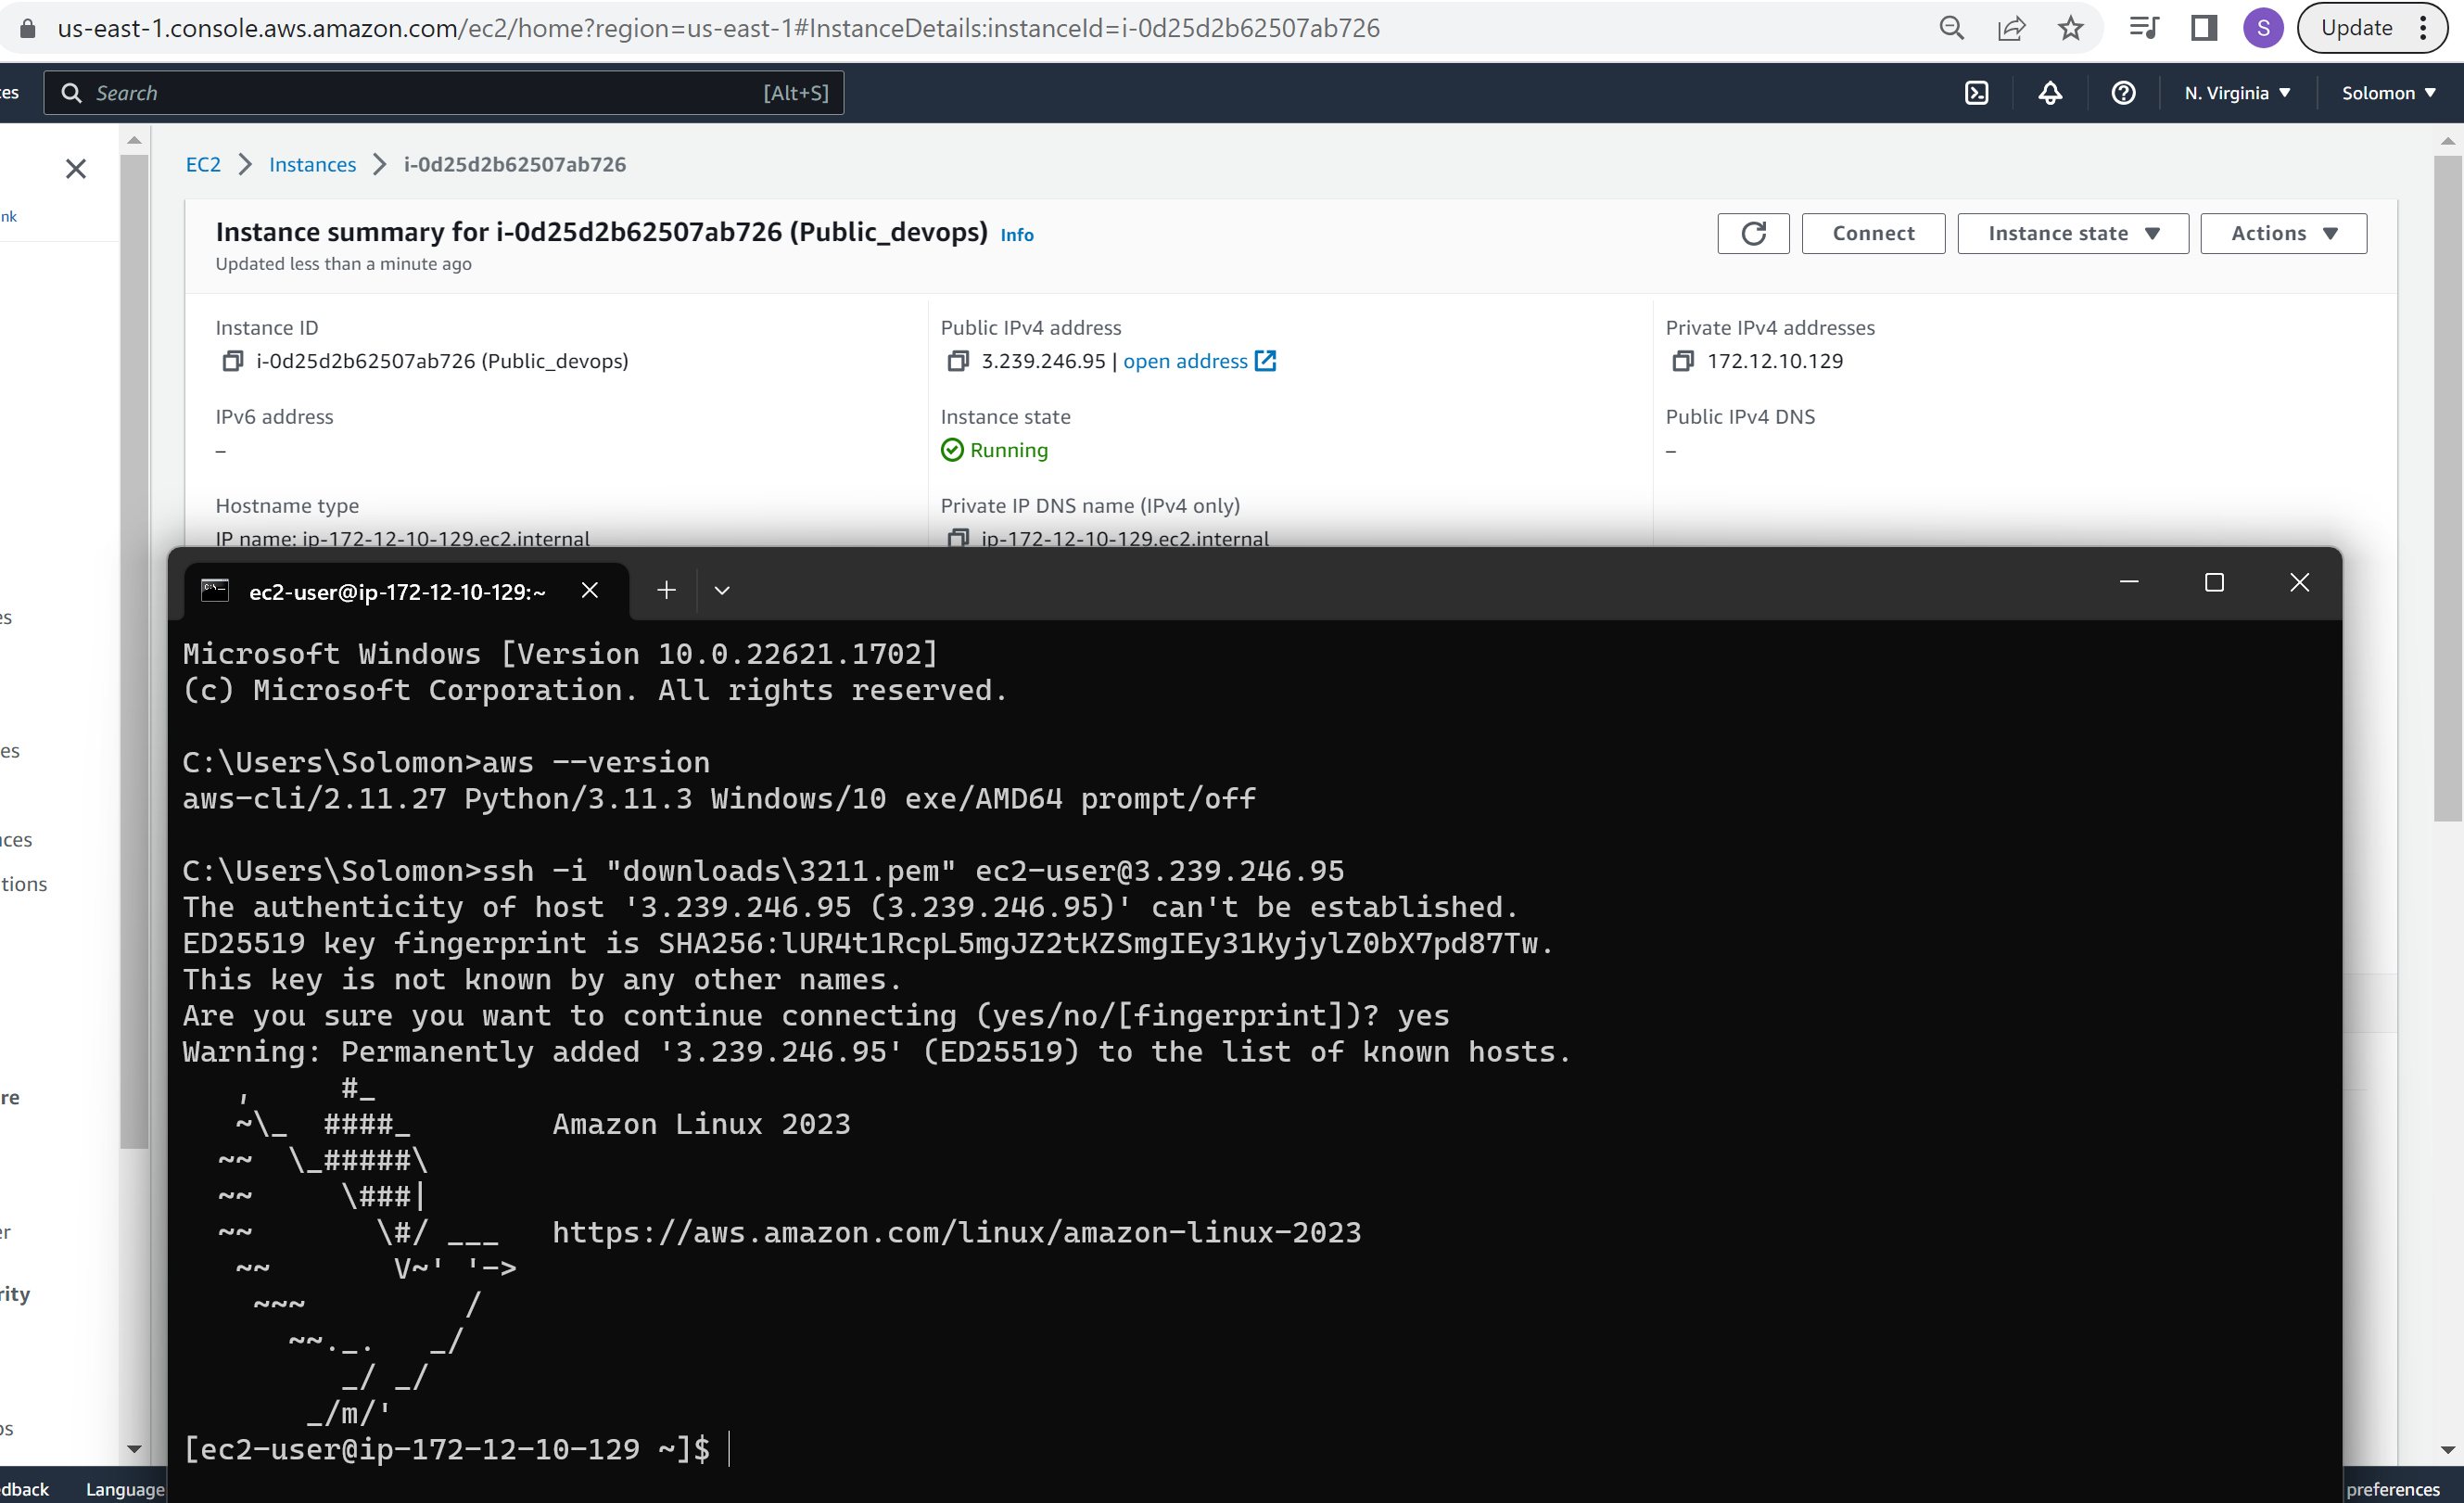 us-east-1.console.aws.amazon.com/ec2/home?region=us-east-1#InstanceDetails:instanceId=i-0d25d2b62507ab726
S
Update
es
Search
[Alt+S]
N. Virginia
Solomon
nk
EC2 > Instances > i-0d25d2b62507ab726
Instance summary for i-0d25d2b62507ab726 (Public_devops) Info
Updated less than a minute ago
Connect
Instance state
Actions
Instance ID
i-0d25d2b62507ab726 (Public_devops)
Public IPv4 address
3.239.246.95 | open address
Private IPv4 addresses
172.12.10.129
IPv6 address
–
Instance state
Running
Public IPv4 DNS
–
Hostname type
IP name: ip-172-12-10-129.ec2.internal
Private IP DNS name (IPv4 only)
ip-172-12-10-129.ec2.internal
es
es
nces
tions
re
er
rity
os
ec2-user@ip-172-12-10-129:~
Microsoft Windows [Version 10.0.22621.1702]
(c) Microsoft Corporation. All rights reserved.
C:\Users\Solomon>aws --version
aws-cli/2.11.27 Python/3.11.3 Windows/10 exe/AMD64 prompt/off
C:\Users\Solomon>ssh -i "downloads\3211.pem" ec2-user@3.239.246.95
The authenticity of host '3.239.246.95 (3.239.246.95)' can't be established.
ED25519 key fingerprint is SHA256:lUR4t1RcpL5mgJZ2tKZSmgIEy31KyjylZ0bX7pd87Tw.
This key is not known by any other names.
Are you sure you want to continue connecting (yes/no/[fingerprint])? yes
Warning: Permanently added '3.239.246.95' (ED25519) to the list of known hosts.
   ,     #_
   ~\_  ####_        Amazon Linux 2023
  ~~  \_#####\
  ~~     \###|
  ~~       \#/ ___   https://aws.amazon.com/linux/amazon-linux-2023
   ~~       V~' '->
    ~~~         /
      ~~._.   _/
         _/ _/
       _/m/'
[ec2-user@ip-172-12-10-129 ~]$
edback
Language
preferences